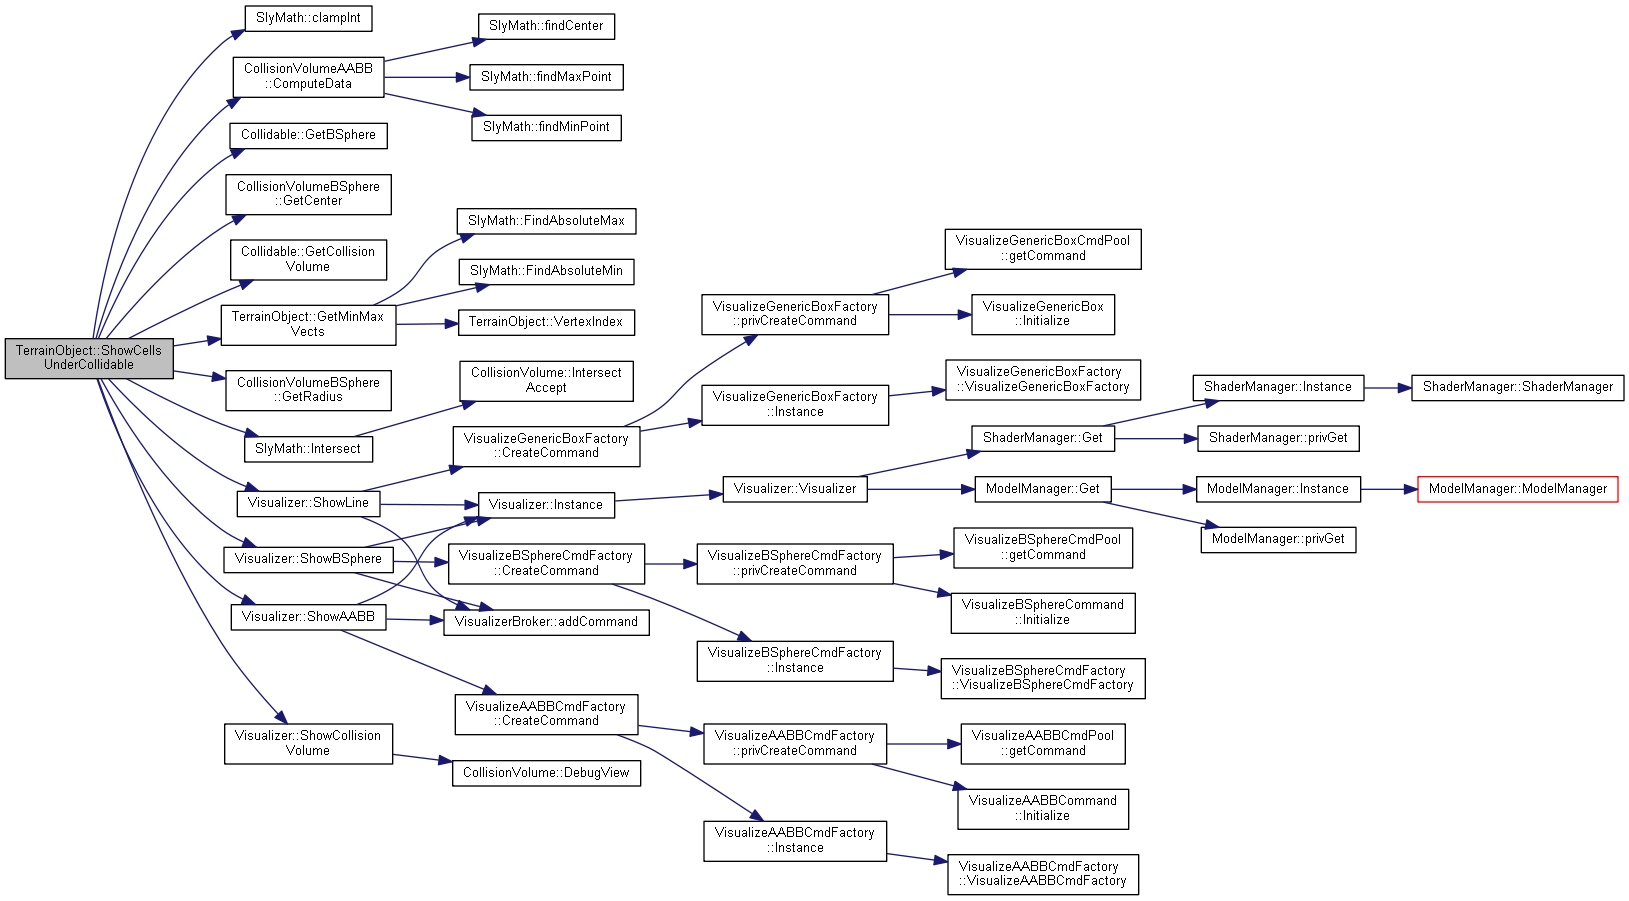 TerrainObject::ShowCells
UnderCollidable
SlyMath::clampInt
CollisionVolumeAABB
::ComputeData
Collidable::GetBSphere
CollisionVolumeBSphere
::GetCenter
Collidable::GetCollision
Volume
TerrainObject::GetMinMax
Vects
CollisionVolumeBSphere
::GetRadius
SlyMath::Intersect
Visualizer::ShowLine
Visualizer::ShowBSphere
Visualizer::ShowAABB
Visualizer::ShowCollision
Volume
SlyMath::findCenter
SlyMath::findMaxPoint
SlyMath::findMinPoint
SlyMath::FindAbsoluteMax
SlyMath::FindAbsoluteMin
TerrainObject::VertexIndex
CollisionVolume::Intersect
Accept
VisualizeGenericBoxFactory
::CreateCommand
Visualizer::Instance
VisualizeBSphereCmdFactory
::CreateCommand
VisualizerBroker::addCommand
VisualizeAABBCmdFactory
::CreateCommand
CollisionVolume::DebugView
VisualizeGenericBoxFactory
::privCreateCommand
VisualizeGenericBoxFactory
::Instance
Visualizer::Visualizer
VisualizeBSphereCmdFactory
::privCreateCommand
VisualizeBSphereCmdFactory
::Instance
VisualizeAABBCmdFactory
::privCreateCommand
VisualizeAABBCmdFactory
::Instance
VisualizeGenericBoxCmdPool
::getCommand
VisualizeGenericBox
::Initialize
VisualizeGenericBoxFactory
::VisualizeGenericBoxFactory
ShaderManager::Get
ModelManager::Get
VisualizeBSphereCmdPool
::getCommand
VisualizeBSphereCommand
::Initialize
VisualizeBSphereCmdFactory
::VisualizeBSphereCmdFactory
VisualizeAABBCmdPool
::getCommand
VisualizeAABBCommand
::Initialize
VisualizeAABBCmdFactory
::VisualizeAABBCmdFactory
ShaderManager::Instance
ShaderManager::privGet
ModelManager::Instance
ModelManager::privGet
ShaderManager::ShaderManager
ModelManager::ModelManager